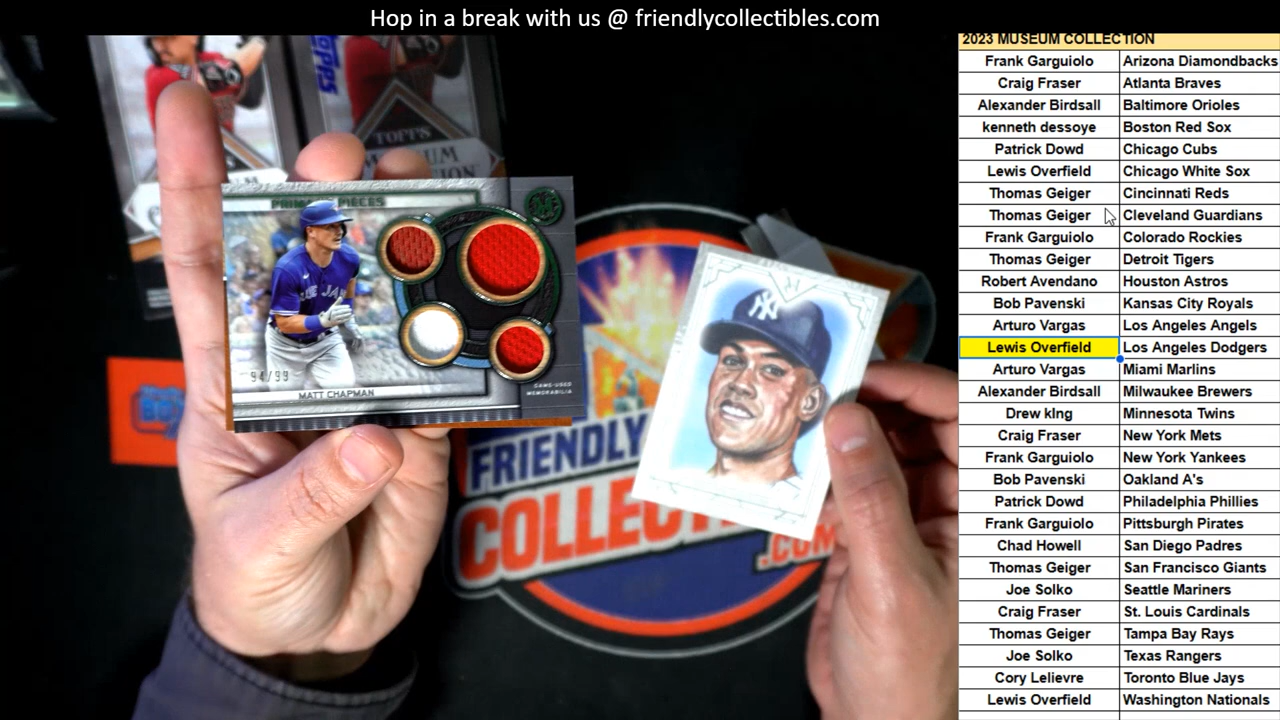 Hop in a break with us @ friendlycollectibles.com
2023 MUSEUM COLLECTION
Frank Garguiolo Arizona Diamondbacks
Craig Fraser Atlanta Braves
Alexander Birdsall Baltimore Orioles
kenneth dessoye Boston Red Sox
Patrick Dowd Chicago Cubs
Lewis Overfield Chicago White Sox
Thomas Geiger Cincinnati Reds
Thomas Geiger Cleveland Guardians
Frank Garguiolo Colorado Rockies
Thomas Geiger Detroit Tigers
Robert Avendano Houston Astros
Bob Pavenski Kansas City Royals
Arturo Vargas Los Angeles Angels
Lewis Overfield Los Angeles Dodgers
Arturo Vargas Miami Marlins
Alexander Birdsall Milwaukee Brewers
Drew kIng Minnesota Twins
Craig Fraser New York Mets
Frank Garguiolo New York Yankees
Bob Pavenski Oakland A's
Patrick Dowd Philadelphia Phillies
Frank Garguiolo Pittsburgh Pirates
Chad Howell San Diego Padres
Thomas Geiger San Francisco Giants
Joe Solko Seattle Mariners
Craig Fraser St. Louis Cardinals
Thomas Geiger Tampa Bay Rays
Joe Solko Texas Rangers
Cory Lelievre Toronto Blue Jays
Lewis Overfield Washington Nationals
topps
TOPPS
PIECES
94/99
MATT CHAPMAN
GAME-USED
MEMORABILIA
NY
FRIENDLY
COLLECT
.COM